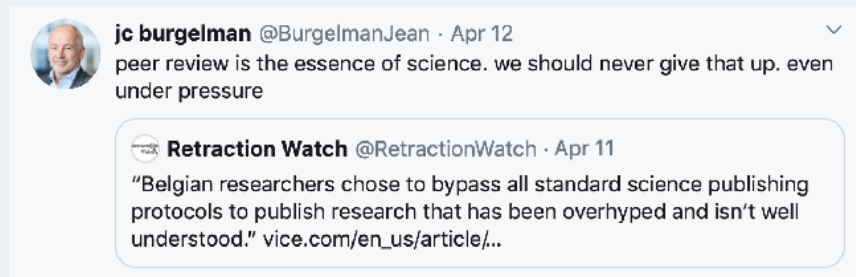 jc burgelman @BurgelmanJean · Apr 12
peer review is the essence of science. we should never give that up. even
under pressure
Retraction Watch @RetractionWatch · Apr 11
“Belgian researchers chose to bypass all standard science publishing
protocols to publish research that has been overhyped and isn’t well
understood.” vice.com/en_us/article/...